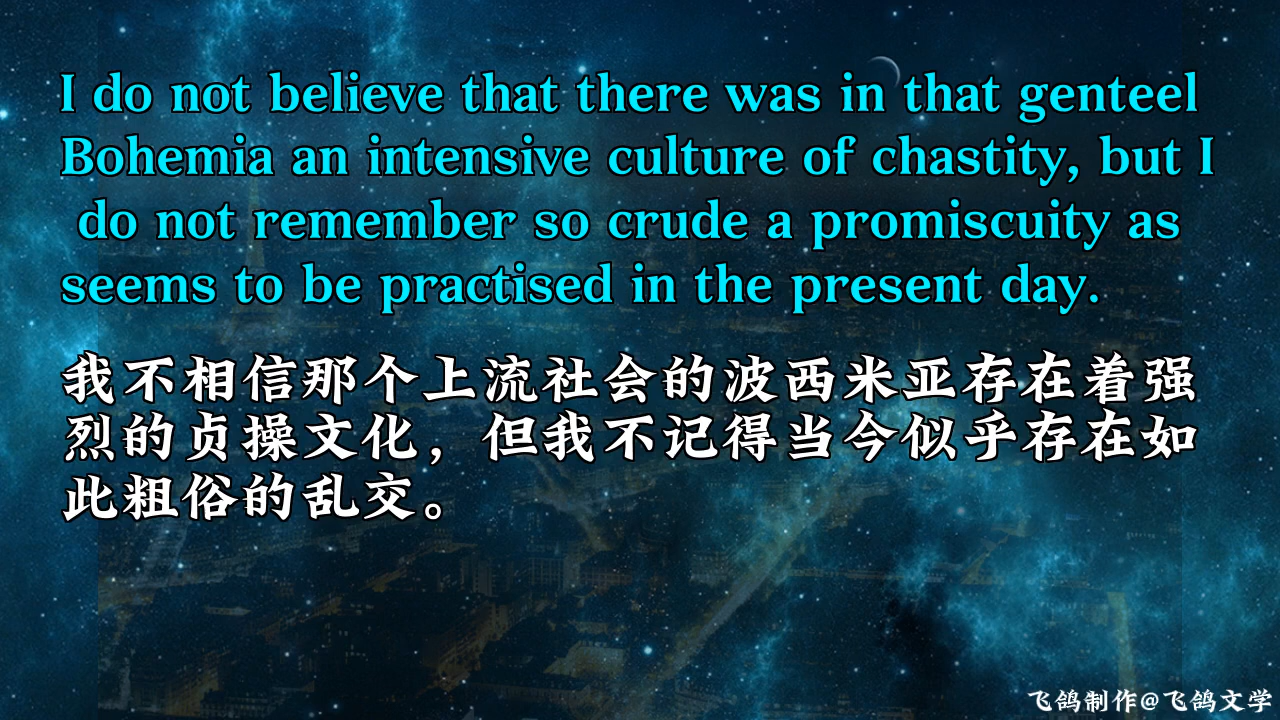 I do not believe that there was in that genteel
Bohemia an intensive culture of chastity, but I
do not remember so crude a promiscuity as
seems to be practised in the present day.
我不相信那个上流社会的波西米亚存在着强
烈的贞操文化，但我不记得当今似乎存在如
此粗俗的乱交。
飞鸽制作@飞鸽文学